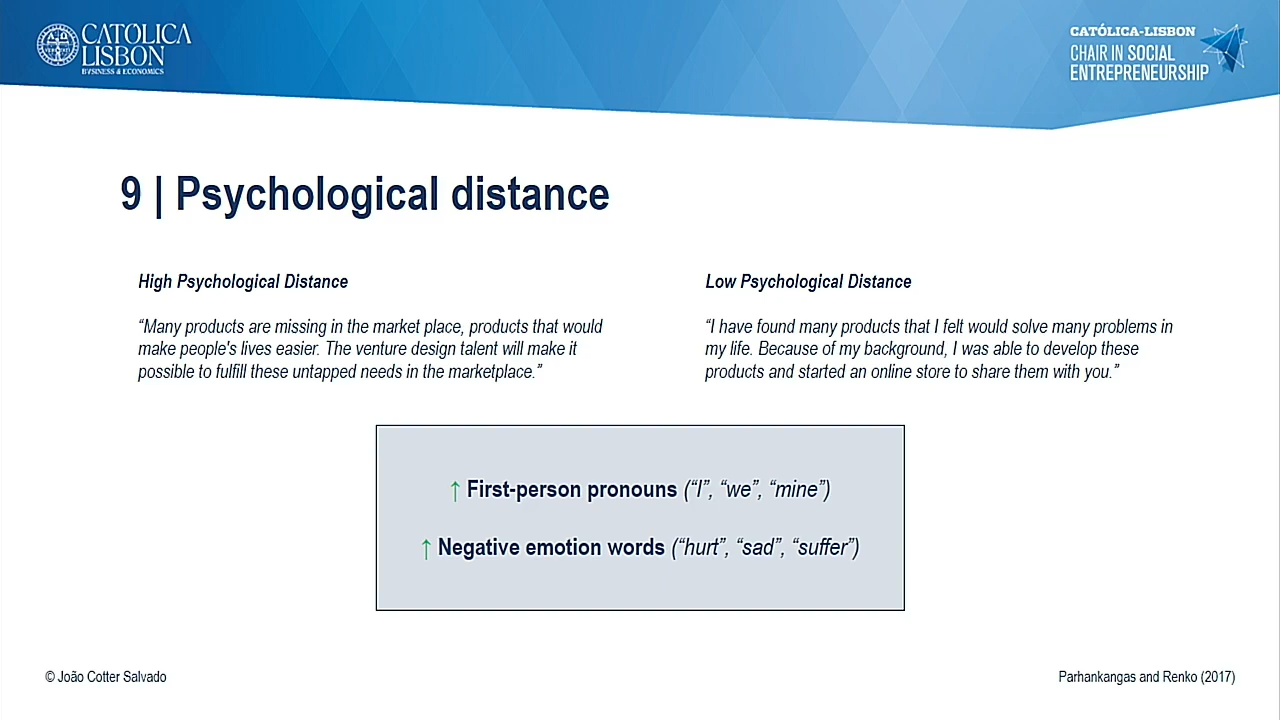 CATÓLICA
LISBON
BUSINESS & ECONOMICS
CATÓLICA-LISBON
CHAIR IN SOCIAL
ENTREPRENEURSHIP
9 | Psychological distance
High Psychological Distance
“Many products are missing in the market place, products that would
make people's lives easier. The venture design talent will make it
possible to fulfill these untapped needs in the marketplace.”
Low Psychological Distance
“I have found many products that I felt would solve many problems in
my life. Because of my background, I was able to develop these
products and started an online store to share them with you.”
↑ First-person pronouns (“I”, “we”, “mine”)
↑ Negative emotion words (“hurt”, “sad”, “suffer”)
© João Cotter Salvado
Parhankangas and Renko (2017)